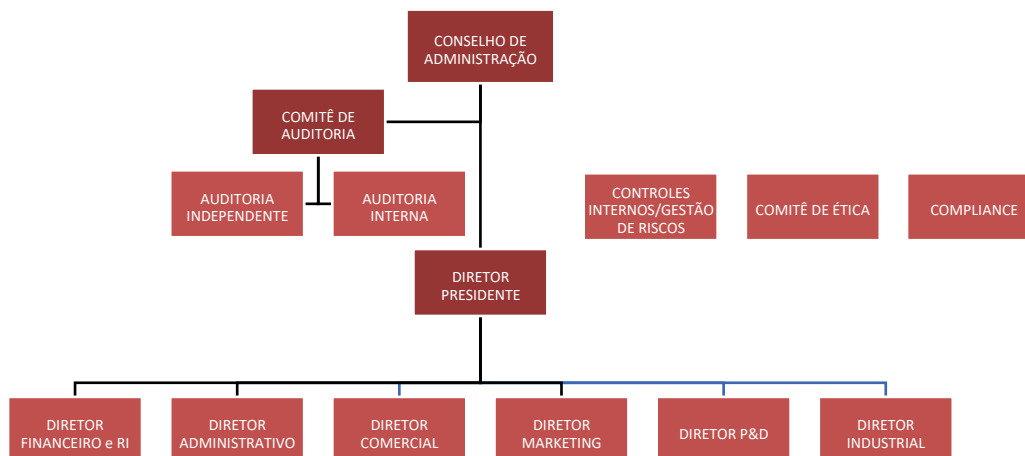 CONSELHO DE
ADMINISTRAÇÃO
COMITÊ DE
AUDITORIA
AUDITORIA
INDEPENDENTE
AUDITORIA
INTERNA
CONTROLES
INTERNOS/GESTÃO
DE RISCOS
COMITÊ DE ÉTICA
COMPLIANCE
DIRETOR
PRESIDENTE
DIRETOR
FINANCEIRO e RI
DIRETOR
ADMINISTRATIVO
DIRETOR
COMERCIAL
DIRETOR
MARKETING
DIRETOR P&D
DIRETOR
INDUSTRIAL